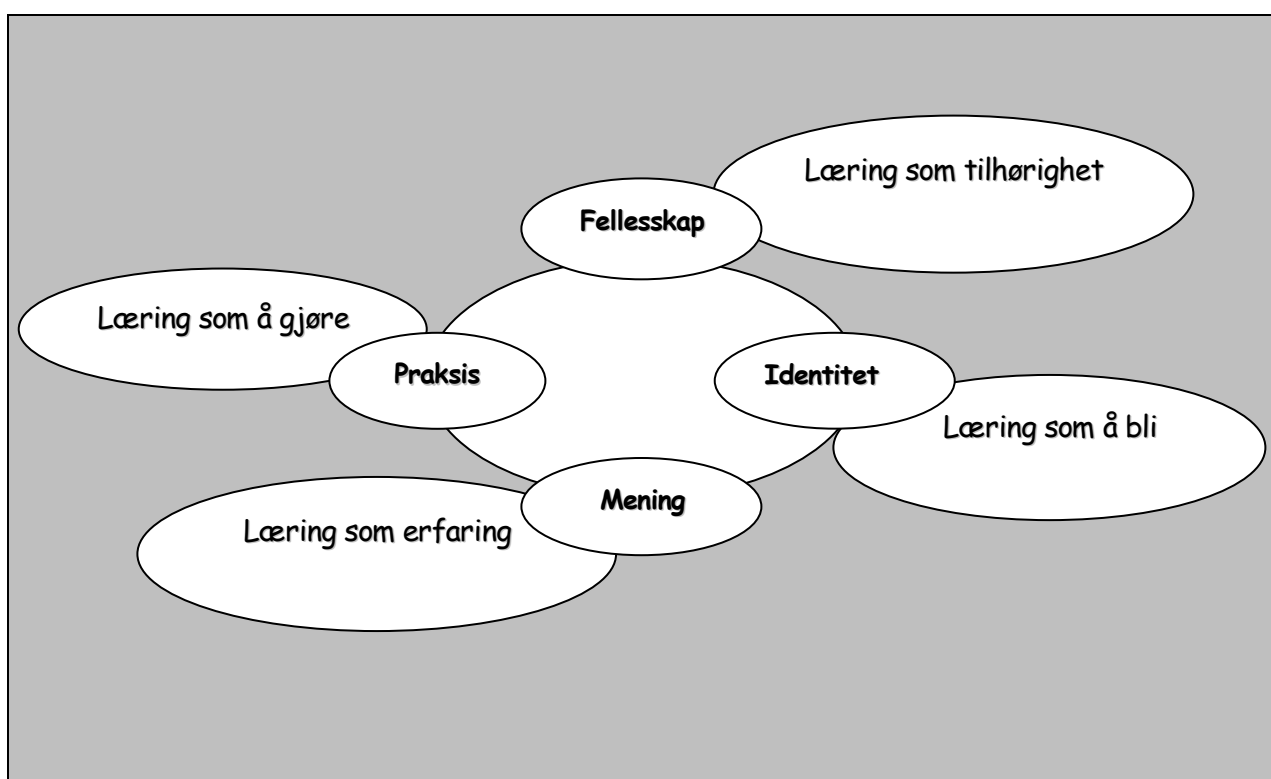 Læring som tilhørighet
Fellesskap
Læring som å gjøre
Praksis
Identitet
Læring som å bli
Mening
Læring som erfaring